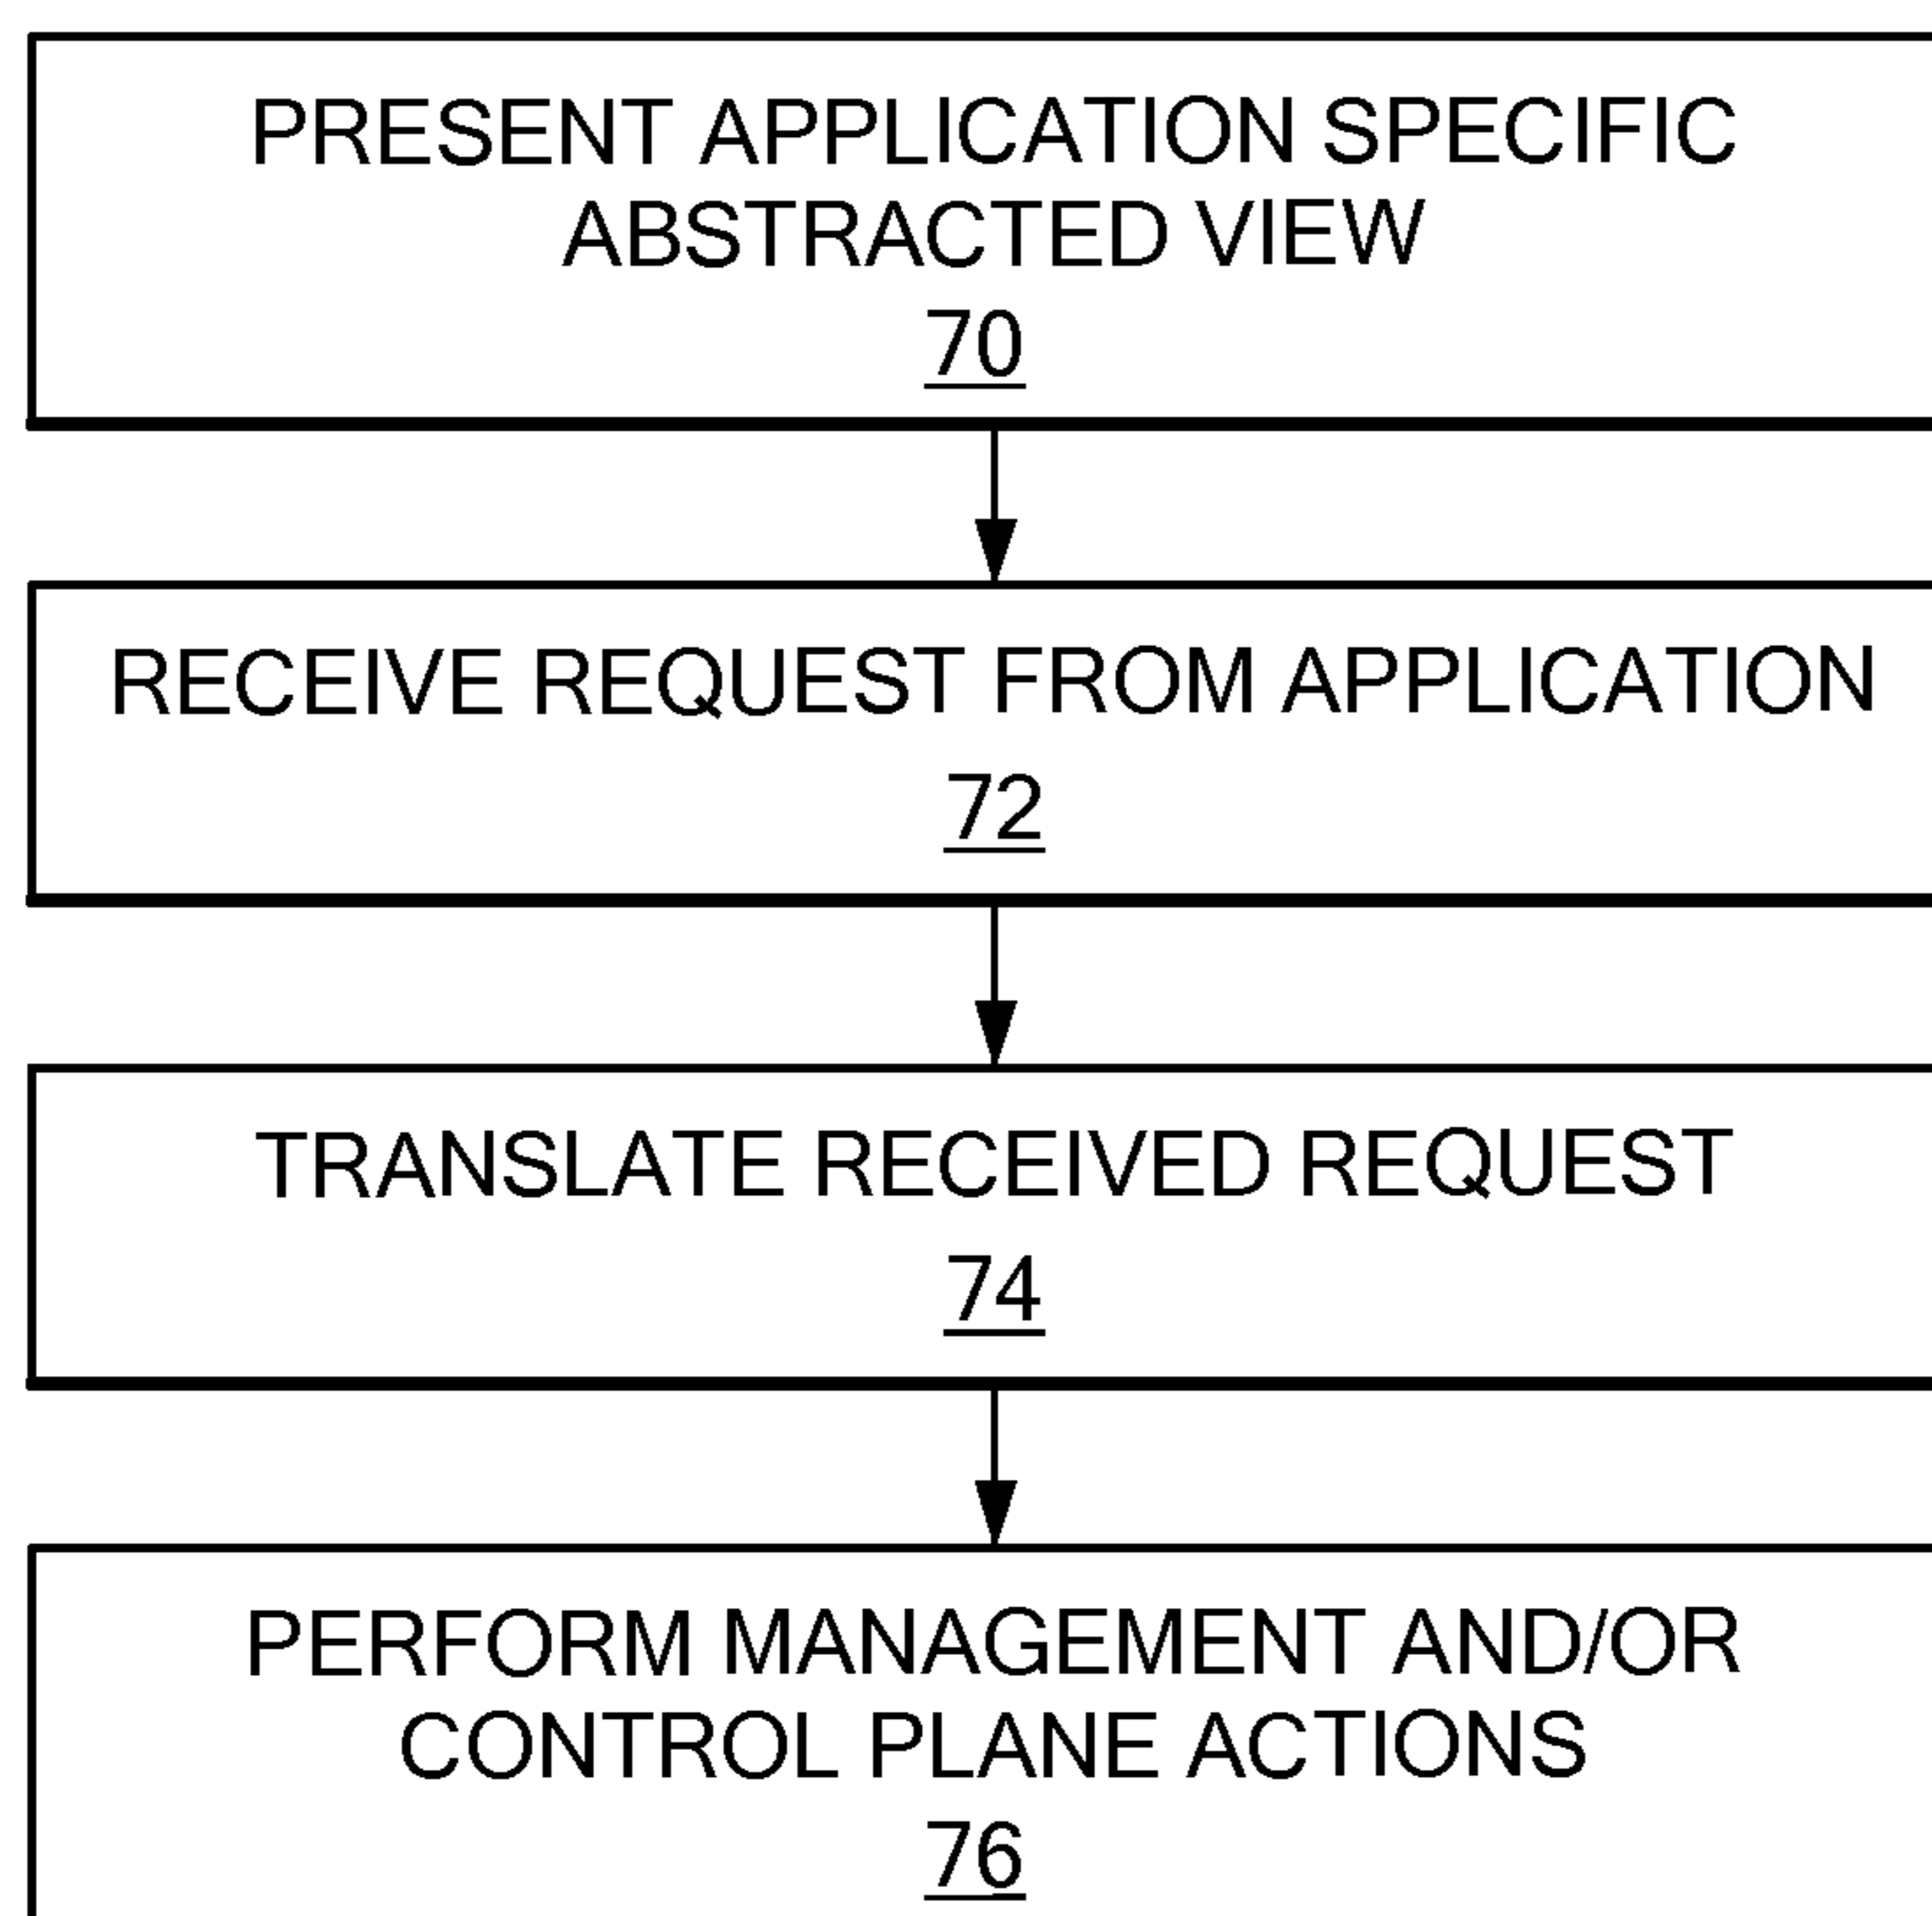 PRESENT APPLICATION SPECIFIC
ABSTRACTED VIEW
70
RECEIVE REQUEST FROM APPLICATION
72
TRANSLATE RECEIVED REQUEST
74
PERFORM MANAGEMENT AND/OR
CONTROL PLANE ACTIONS
76